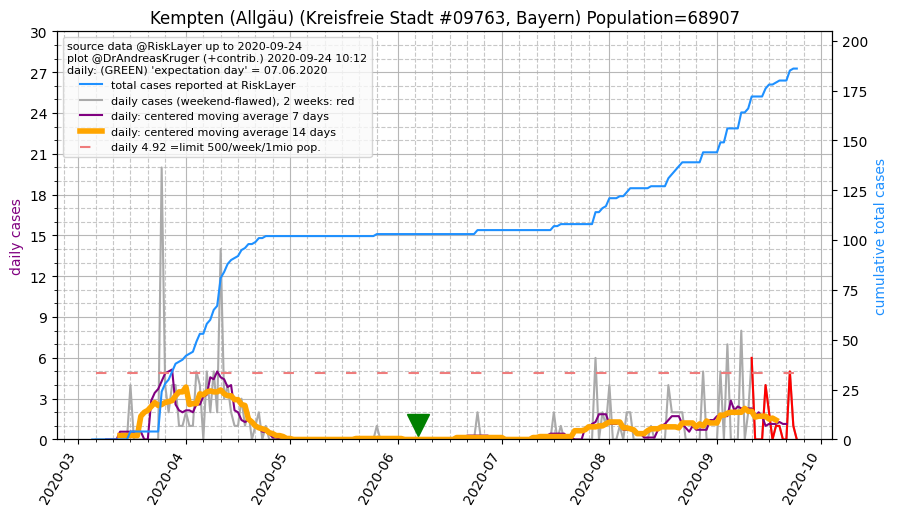 Kempten (Allgäu) (Kreisfreie Stadt #09763, Bayern) Population=68907
source data @RiskLayer up to 2020-09-24
plot @DrAndreasKruger (+contrib.) 2020-09-24 10:12
daily: (GREEN) 'expectation day' = 07.06.2020
total cases reported at RiskLayer
daily cases (weekend-flawed), 2 weeks: red
daily: centered moving average 7 days
daily: centered moving average 14 days
daily 4.92 =limit 500/week/1mio pop.
daily cases
30
27
24
21
18
15
12
9
6
3
0
cumulative total cases
200
175
150
125
100
75
50
25
0
2020-03
2020-04
2020-05
2020-06
2020-07
2020-08
2020-09
2020-10